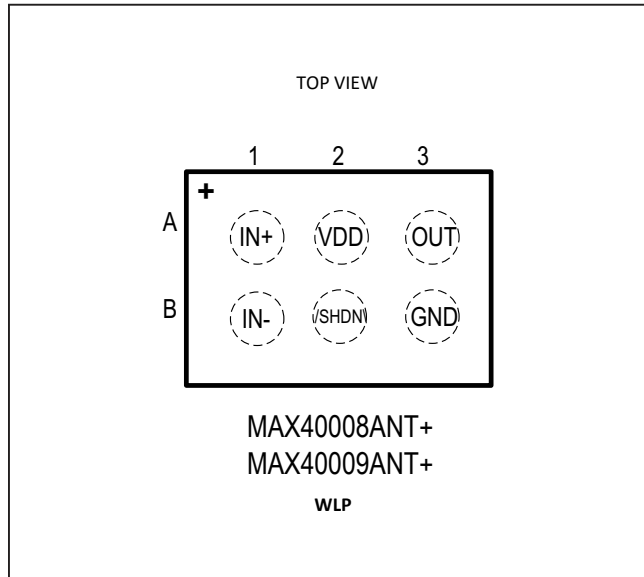 TOP VIEW
1 2 3
+
A IN+ VDD OUT
B IN- /SHDN\ GND
MAX40008ANT+
MAX40009ANT+
WLP